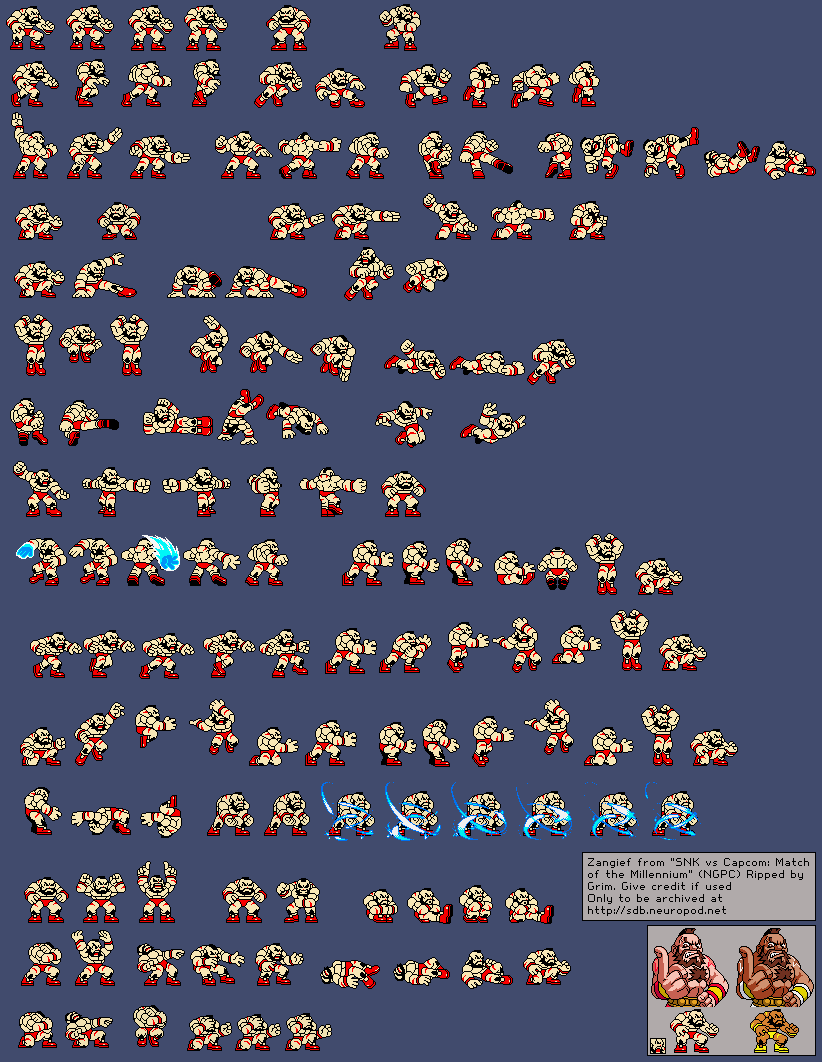 Zangief from "SNK vs Capcom: Match
of the Millennium" (NGPC) Ripped by
Grim. Give credit if used
Only to be archived at
http://sdb.neuropod.net